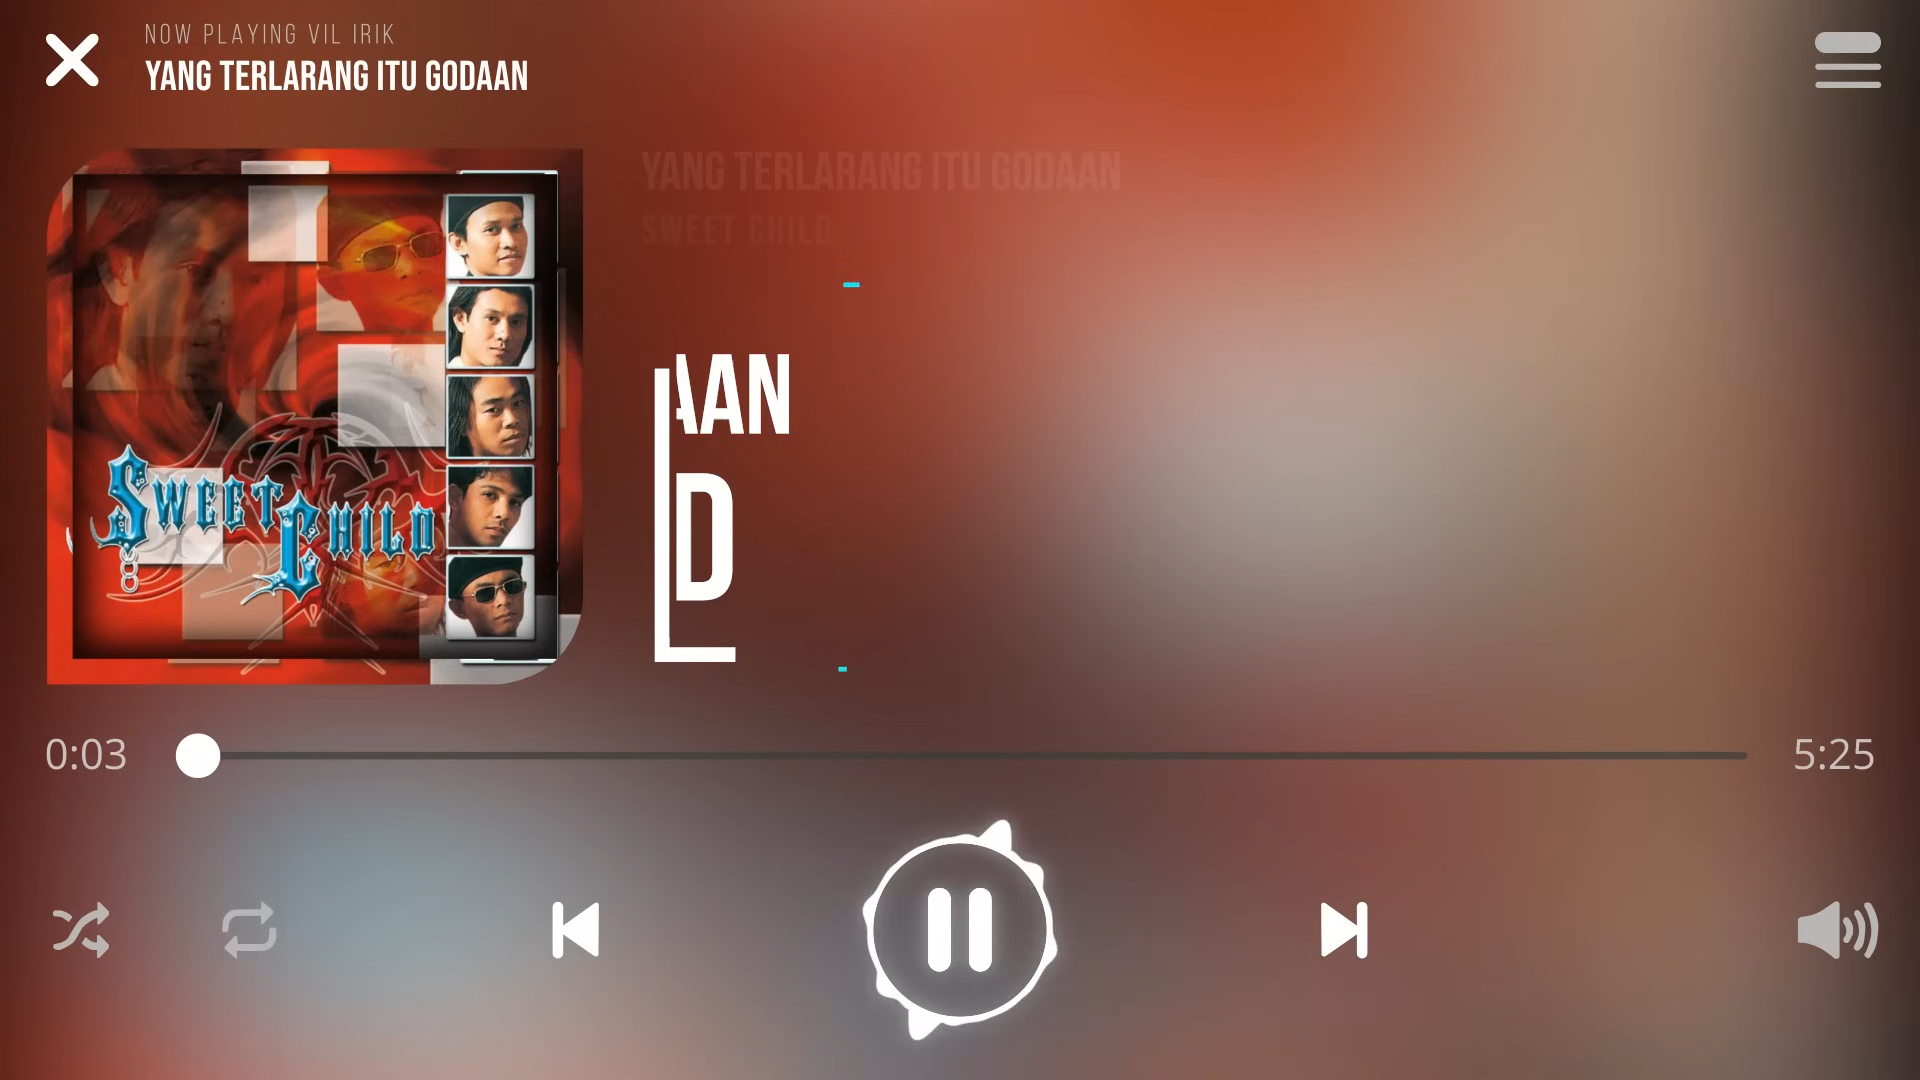 NOW PLAYING VIL IRIK
YANG TERLARANG ITU GODAAN
YANG TERLARANG ITU GODAAN
SWEET CHILD
AAN
D
SWEET CHILD
0:03
5:25